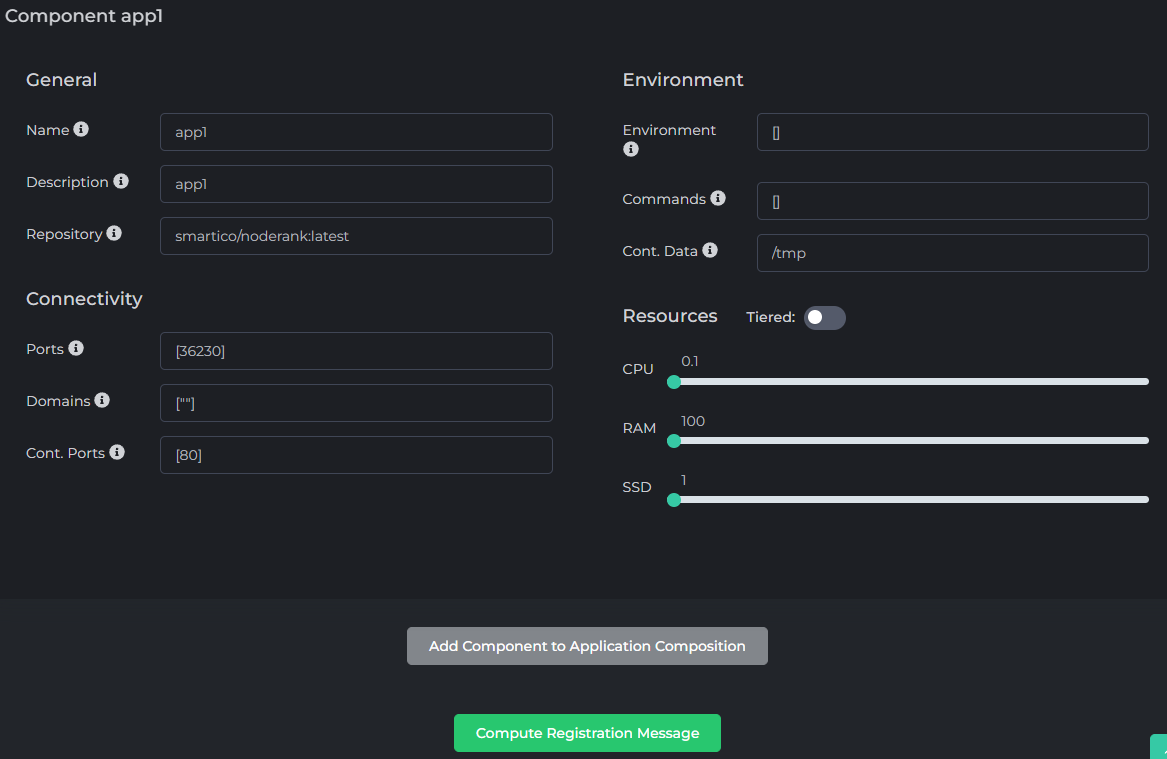 Component app1
General
Name
app1
Description
app1
Repository
smartico/noderank:latest
Connectivity
Ports
[36230]
Domains
[""]
Cont. Ports
[80]
Environment
Environment
[]
Commands
[]
Cont. Data
/tmp
Resources
Tiered:
CPU
0.1
RAM
100
SSD
1
Add Component to Application Composition
Compute Registration Message